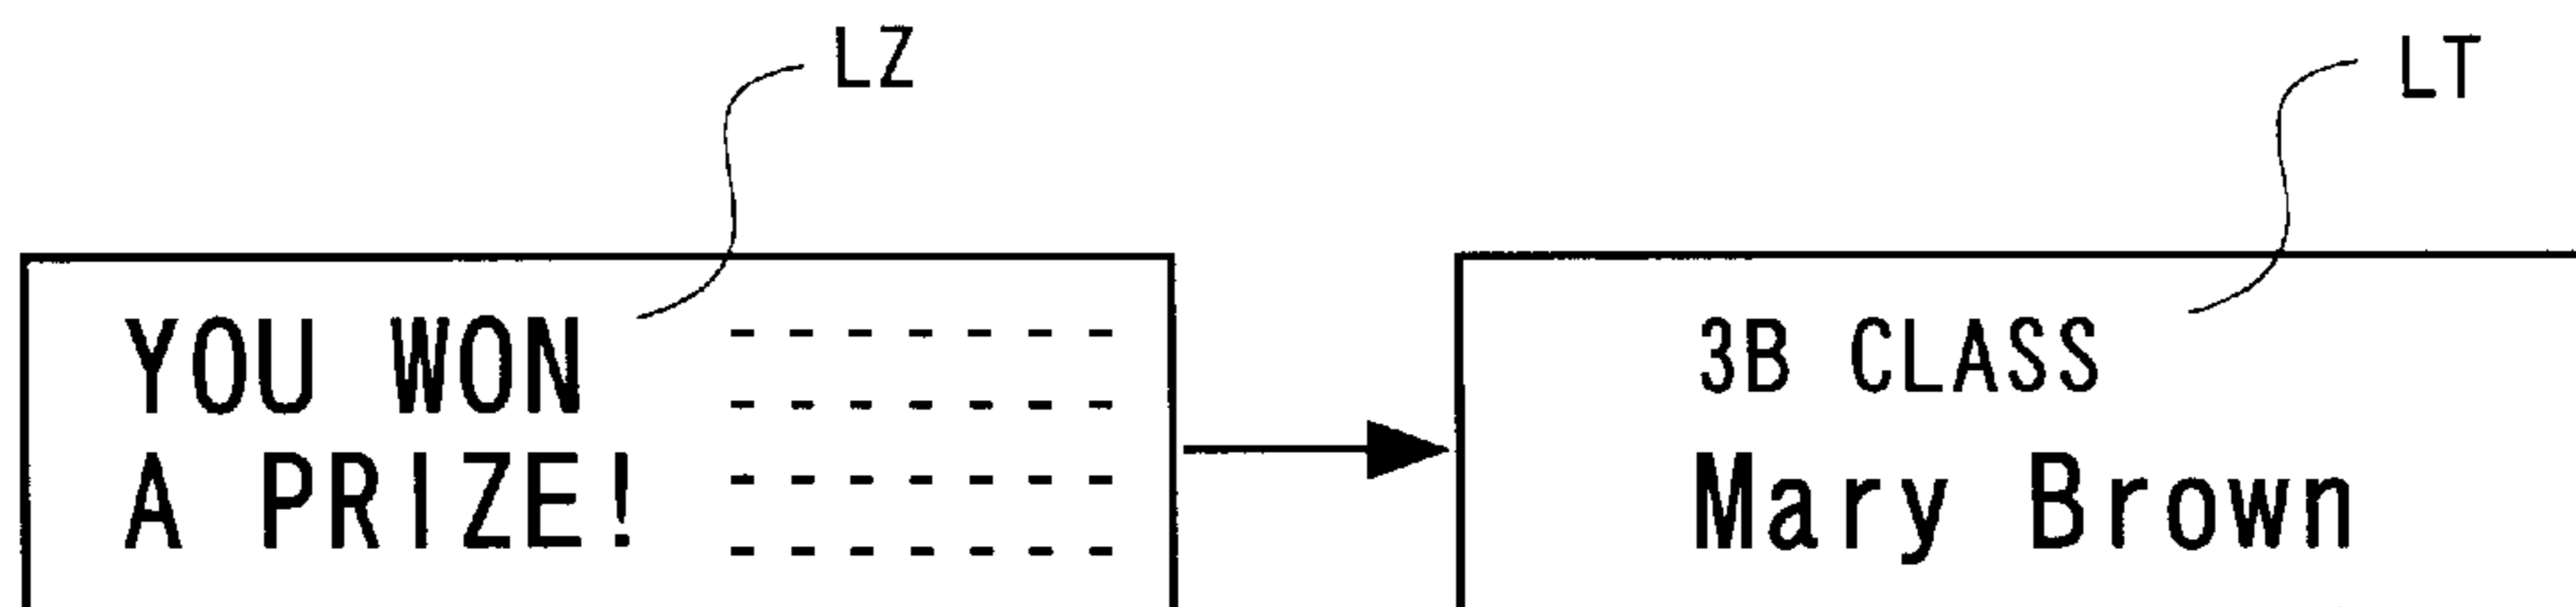 LZ
LT
YOU WON
A PRIZE!
- - - - - - -
- - - - - - -
- - - - - - -
- - - - - - -
3B CLASS
Mary Brown